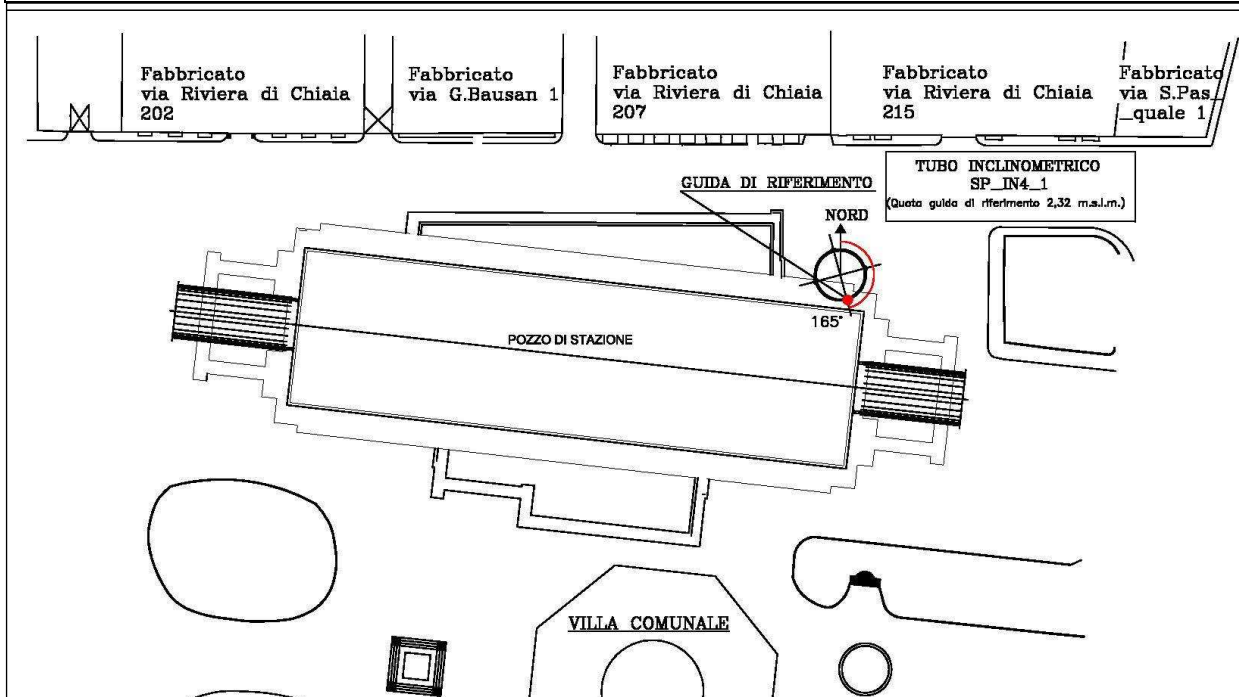 Fabbricato
via Riviera di Chiaia
202
Fabbricato
via G.Bausan 1
Fabbricato
via Riviera di Chiaia
207
Fabbricato
via Riviera di Chiaia
215
Fabbricato
via S.Pas_
_quale 1
TUBO INCLINOMETRICO
SP_IN4_1
(Quota guida di riferimento 2,32 m.s.l.m.)
GUIDA DI RIFERIMENTO
NORD
165°
POZZO DI STAZIONE
VILLA COMUNALE